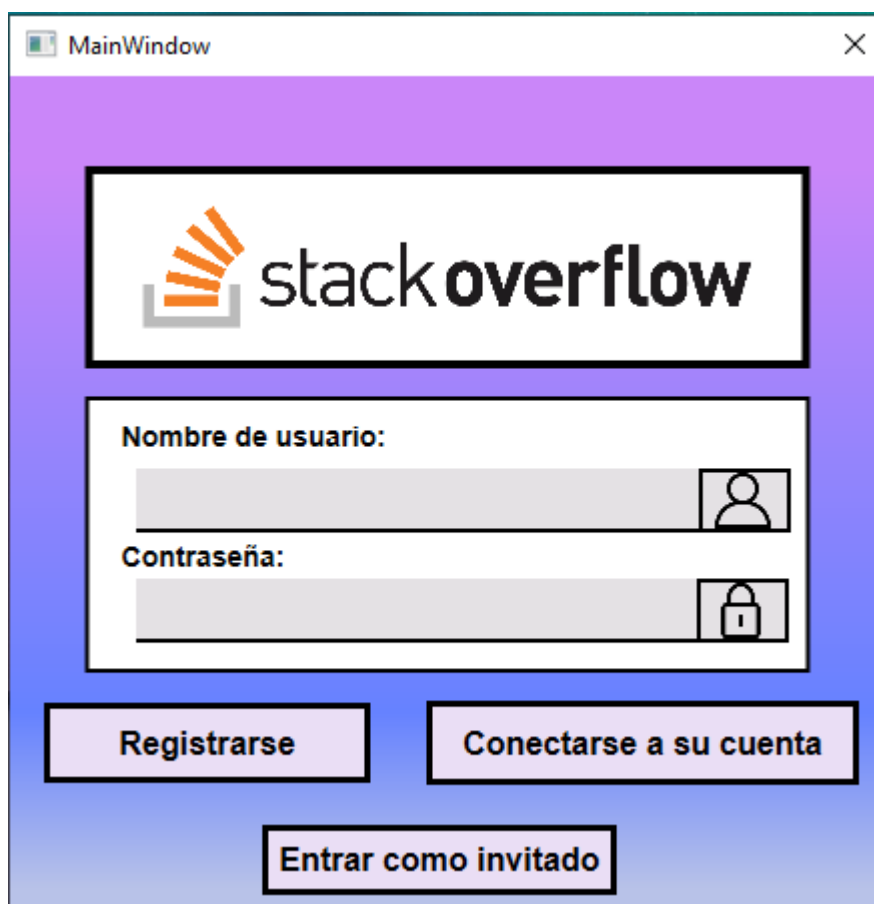 MainWindow
stackoverflow
Nombre de usuario:
Contraseña:
Registrarse
Conectarse a su cuenta
Entrar como invitado